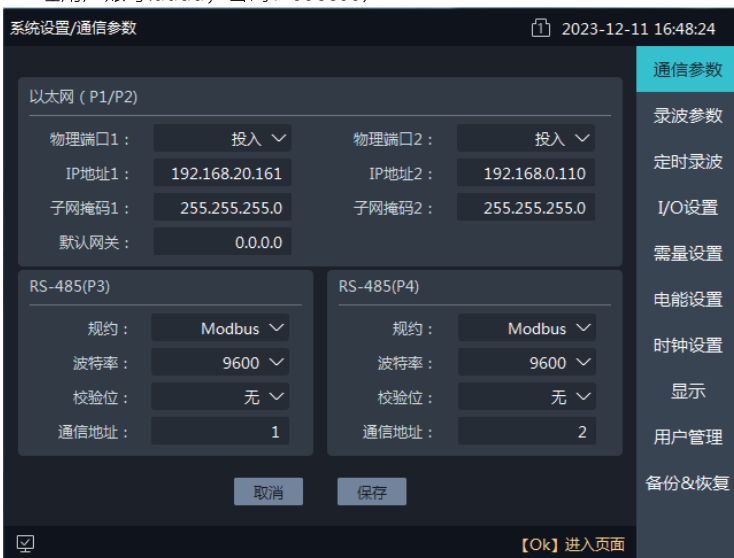 系统设置/通信参数
1 2023-12-11 16:48:24
通信参数
录波参数
定时录波
I/O设置
需量设置
电能设置
时钟设置
显示
用户管理
备份&恢复
以太网（P1/P2)
物理端口1： 投入 物理端口2： 投入
IP地址1： 192.168.20.161 IP地址2： 192.168.0.110
子网掩码1： 255.255.255.0 子网掩码2： 255.255.255.0
默认网关： 0.0.0.0
RS-485(P3)
规约： Modbus
波特率： 9600
校验位： 无
通信地址： 1
RS-485(P4)
规约： Modbus
波特率： 9600
校验位： 无
通信地址： 2
取消 保存
【Ok】进入页面